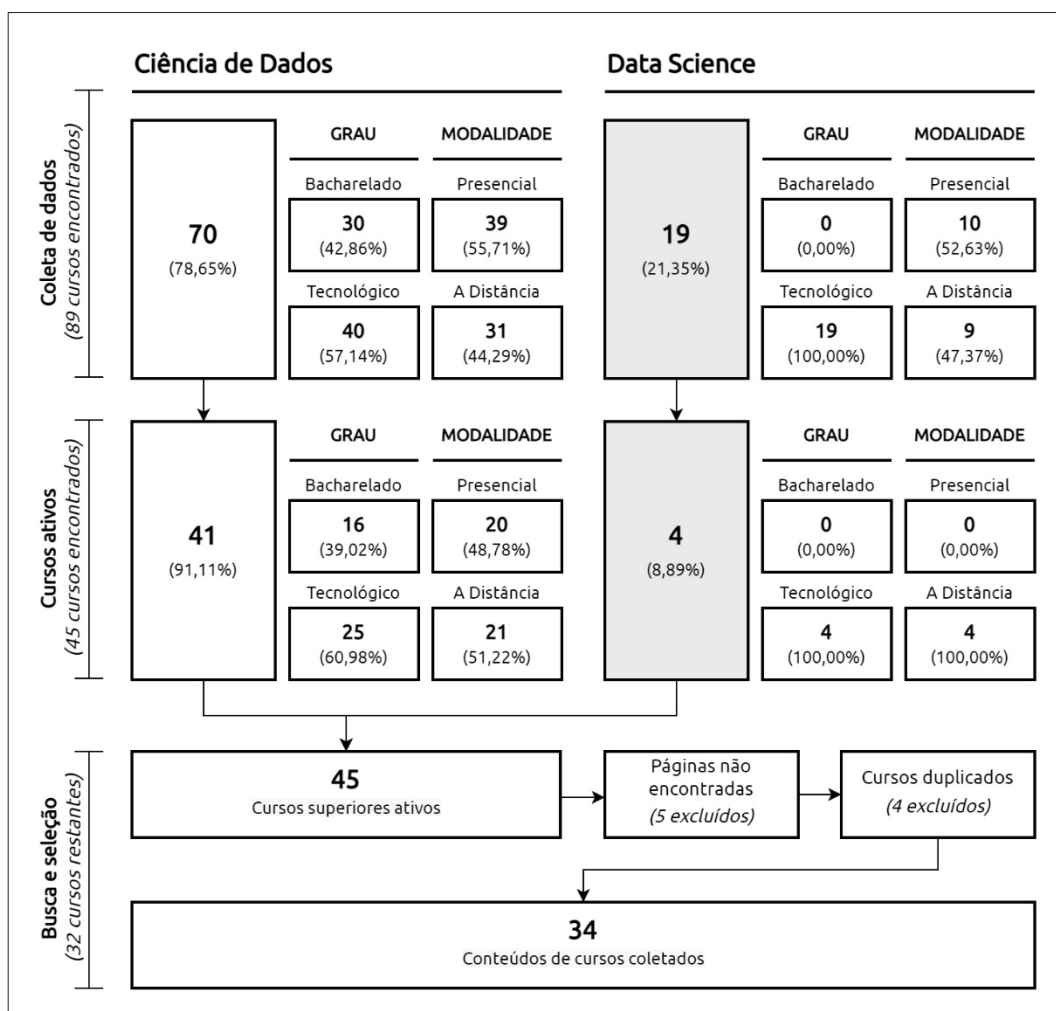 Ciência de Dados
Data Science
Coleta de dados
(89 cursos encontrados)
70
(78,65%)
GRAU
MODALIDADE
Bacharelado
Presencial
30
(42,86%)
39
(55,71%)
Tecnológico
A Distância
40
(57,14%)
31
(44,29%)
19
(21,35%)
GRAU
MODALIDADE
Bacharelado
Presencial
0
(0,00%)
10
(52,63%)
Tecnológico
A Distância
19
(100,00%)
9
(47,37%)
Cursos ativos
(45 cursos encontrados)
41
(91,11%)
GRAU
MODALIDADE
Bacharelado
Presencial
16
(39,02%)
20
(48,78%)
Tecnológico
A Distância
25
(60,98%)
21
(51,22%)
4
(8,89%)
GRAU
MODALIDADE
Bacharelado
Presencial
0
(0,00%)
0
(0,00%)
Tecnológico
A Distância
4
(100,00%)
4
(100,00%)
Busca e seleção
(32 cursos restantes)
45
Cursos superiores ativos
Páginas não
encontradas
(5 excluídos)
Cursos duplicados
(4 excluídos)
34
Conteúdos de cursos coletados